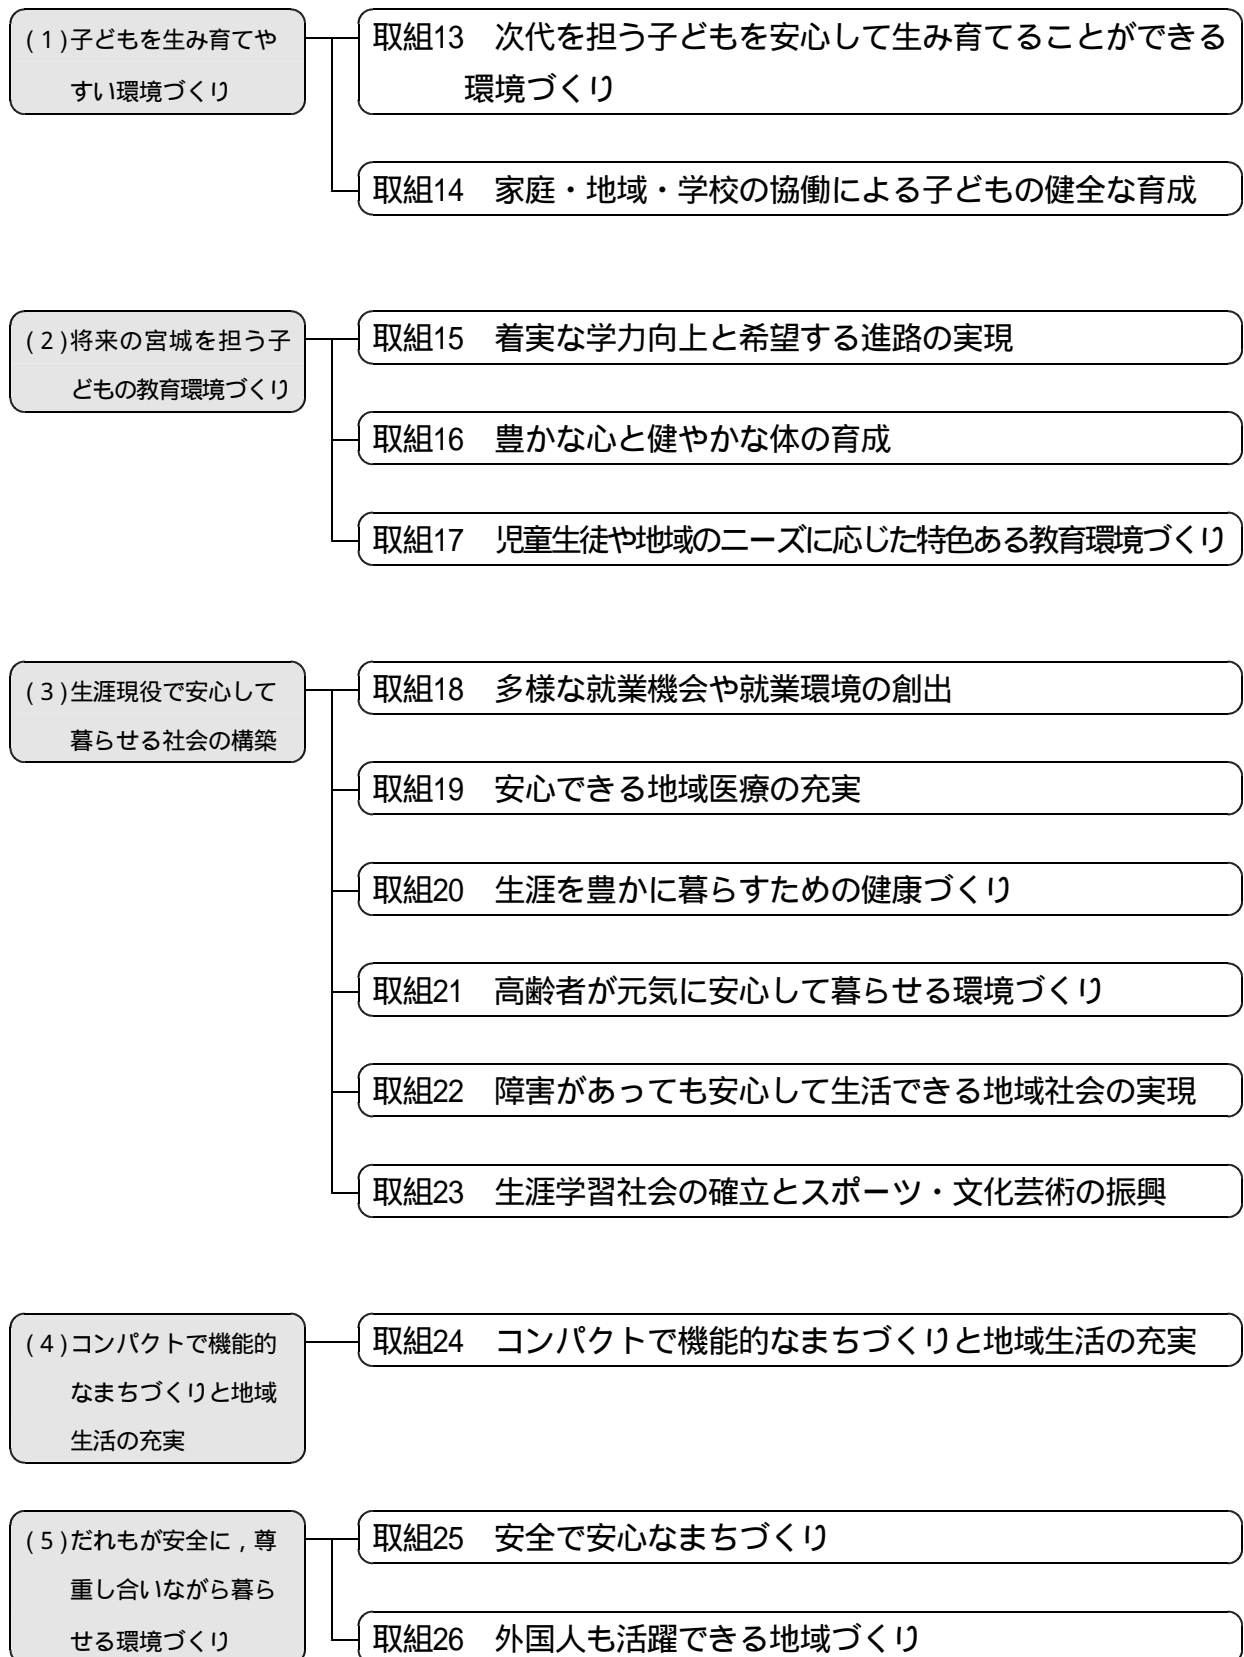 (1)子どもを生み育てや
すい環境づくり
取組13　次代を担う子どもを安心して生み育てることができる
環境づくり
取組14　家庭・地域・学校の協働による子どもの健全な育成
(2)将来の宮城を担う子
どもの教育環境づくり
取組15　着実な学力向上と希望する進路の実現
取組16　豊かな心と健やかな体の育成
取組17　児童生徒や地域のニーズに応じた特色ある教育環境づくり
(3)生涯現役で安心して
暮らせる社会の構築
取組18　多様な就業機会や就業環境の創出
取組19　安心できる地域医療の充実
取組20　生涯を豊かに暮らすための健康づくり
取組21　高齢者が元気に安心して暮らせる環境づくり
取組22　障害があっても安心して生活できる地域社会の実現
取組23　生涯学習社会の確立とスポーツ・文化芸術の振興
(4)コンパクトで機能的
なまちづくりと地域
生活の充実
取組24　コンパクトで機能的なまちづくりと地域生活の充実
(5)だれもが安全に，尊
重し合いながら暮ら
せる環境づくり
取組25　安全で安心なまちづくり
取組26　外国人も活躍できる地域づくり